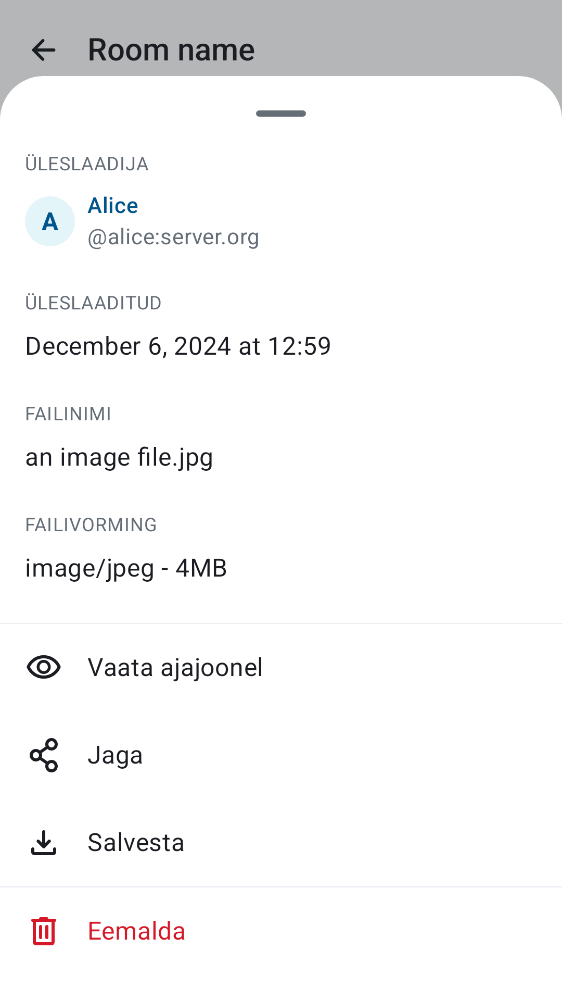 Room name
ÜLESLAADIJA
A
Alice
@alice:server.org
ÜLESLAADITUD
December 6, 2024 at 12:59
FAILINIMI
an image file.jpg
FAILIVORMING
image/jpeg - 4MB
Vaata ajajoonel
Jaga
Salvesta
Eemalda